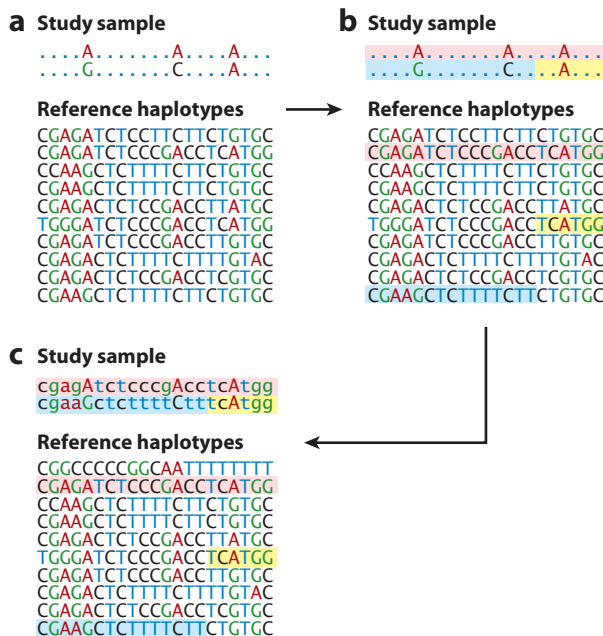 a Study sample
....A.......A....A...
....G.......C....A...
Reference haplotypes
CGAGATCTCCTTCTTCTGTGC
CGAGATCTCCCGACCTCATGG
CCAAGCTCTTTTCTTCTGTGC
CGAAGCTCTTTTCTTCTGTGC
CGAGACTCTCCGACCTTATGC
TGGGATCTCCCGACCTCATGG
CGAGATCTCCCGACCTTGTGC
CGAGACTCTTTTCTTTTGTAC
CGAGACTCTCCGACCTCGTGC
CGAAGCTCTTTTCTTCTGTGC
b Study sample
....A.......A....A...
....G.......C....A...
Reference haplotypes
CGAGATCTCCTTCTTCTGTGC
CGAGATCTCCCGACCTCATGG
CCAAGCTCTTTTCTTCTGTGC
CGAAGCTCTTTTCTTCTGTGC
CGAGACTCTCCGACCTTATGC
TGGGATCTCCCGACCTCATGG
CGAGATCTCCCGACCTTGTGC
CGAGACTCTTTTCTTTTGTAC
CGAGACTCTCCGACCTCGTGC
CGAAGCTCTTTTCTTCTGTGC
c Study sample
cgagAtctcccgAcctcAtgg
cgaaGctcttttCtttcAtgg
Reference haplotypes
CGGCCCCCGGCAATTTTTTTT
CGAGATCTCCCGACCTCATGG
CCAAGCTCTTTTCTTCTGTGC
CGAAGCTCTTTTCTTCTGTGC
CGAGACTCTCCGACCTTATGC
TGGGATCTCCCGACCTCATGG
CGAGATCTCCCGACCTTGTGC
CGAGACTCTTTTCTTTTGTAC
CGAGACTCTCCGACCTCGTGC
CGAAGCTCTTTTCTTCTGTGC